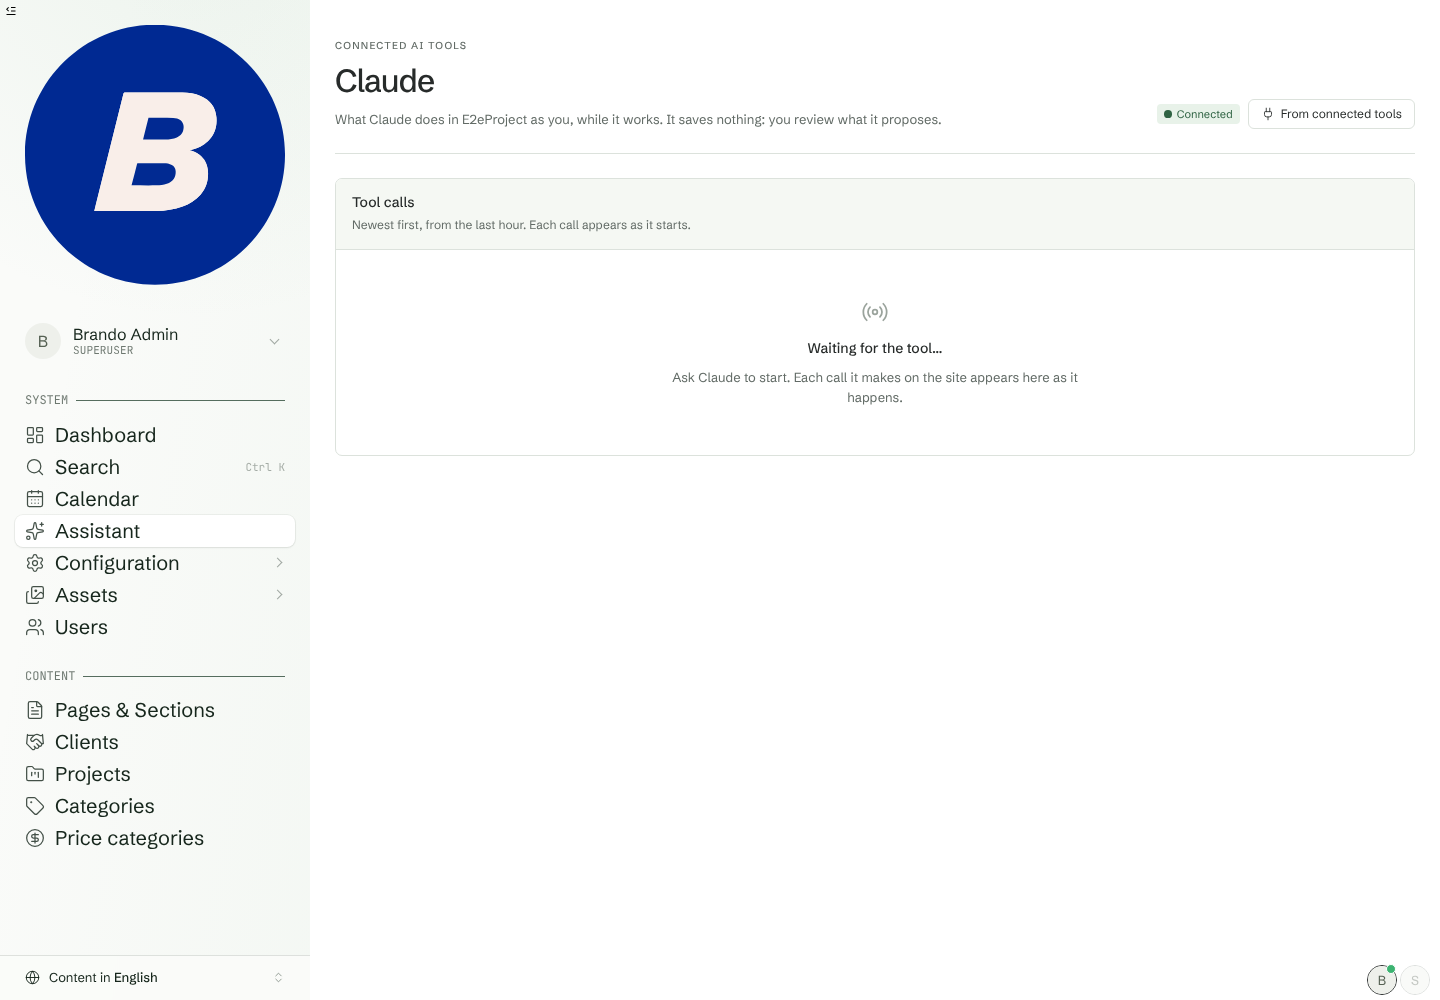 B
Brando Admin
SUPERUSER
B
SYSTEM
Dashboard
Search
Ctrl K
Calendar
Assistant
Configuration
Assets
Users
CONTENT
Pages & Sections
Clients
Projects
Categories
Price categories
Content in English
CONNECTED AI TOOLS
Claude
What Claude does in E2eProject as you, while it works. It saves nothing: you review what it proposes.
Connected
From connected tools
Tool calls
Newest first, from the last hour. Each call appears as it starts.
Waiting for the tool...
Ask Claude to start. Each call it makes on the site appears here as it
happens.
B
S